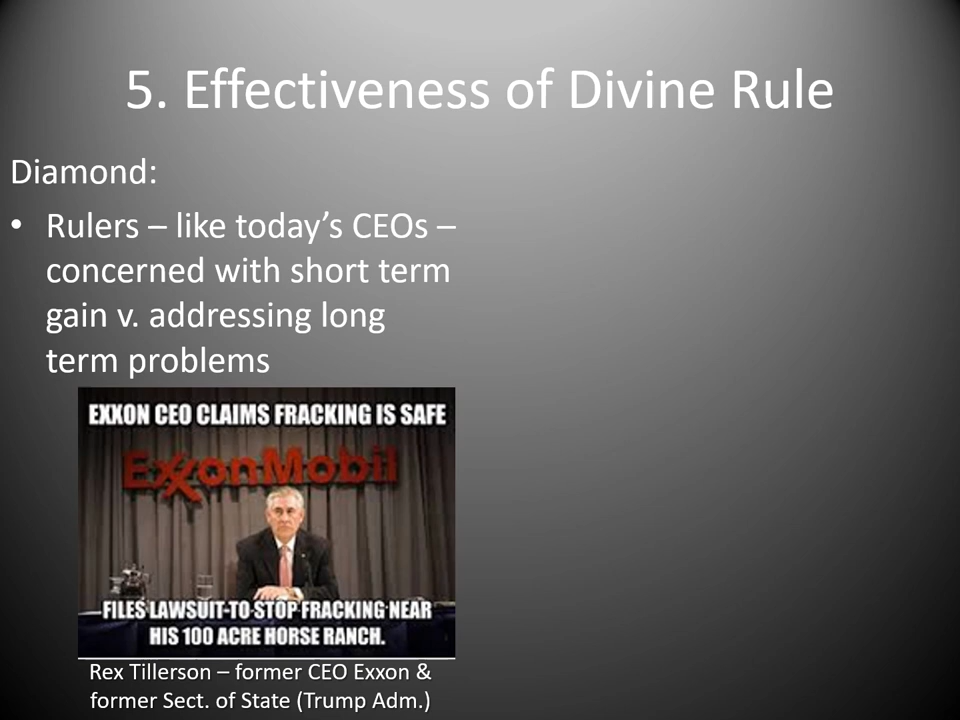 5. Effectiveness of Divine Rule
Diamond:
• Rulers – like today’s CEOs –
concerned with short term
gain v. addressing long
term problems
EXXON CEO CLAIMS FRACKING IS SAFE
ExxonMobil
FILES LAWSUIT TO STOP FRACKING NEAR
HIS 100 ACRE HORSE RANCH.
Rex Tillerson – former CEO Exxon &
former Sect. of State (Trump Adm.)